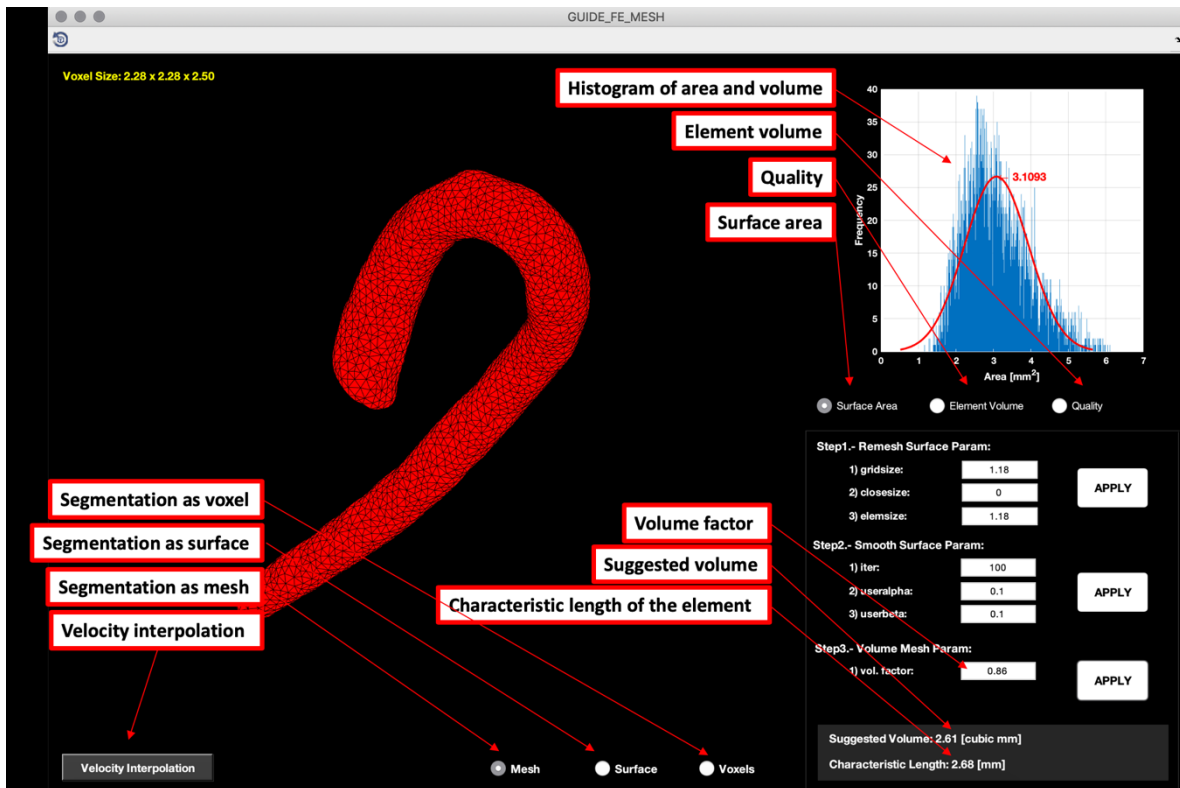 GUIDE_FE_MESH
Voxel Size: 2.28 x 2.28 x 2.50
Histogram of area and volume
Element volume
Quality
Surface area
40
35
30
25
20
15
10
5
0
Frequency
3.1093
0 1 2 3 4 5 6 7
Area [mm²]
Surface Area Element Volume Quality
Step1.- Remesh Surface Param:
1) gridsize: 1.18
2) closesize: 0
3) elemsize: 1.18
APPLY
Step2.- Smooth Surface Param:
1) iter: 100
2) useralpha: 0.1
3) userbeta: 0.1
APPLY
Step3.- Volume Mesh Param:
1) vol. factor: 0.86
APPLY
Suggested Volume: 2.61 [cubic mm]
Characteristic Length: 2.68 [mm]
Segmentation as voxel
Segmentation as surface
Segmentation as mesh
Velocity interpolation
Volume factor
Suggested volume
Characteristic length of the element
Velocity Interpolation
Mesh Surface Voxels